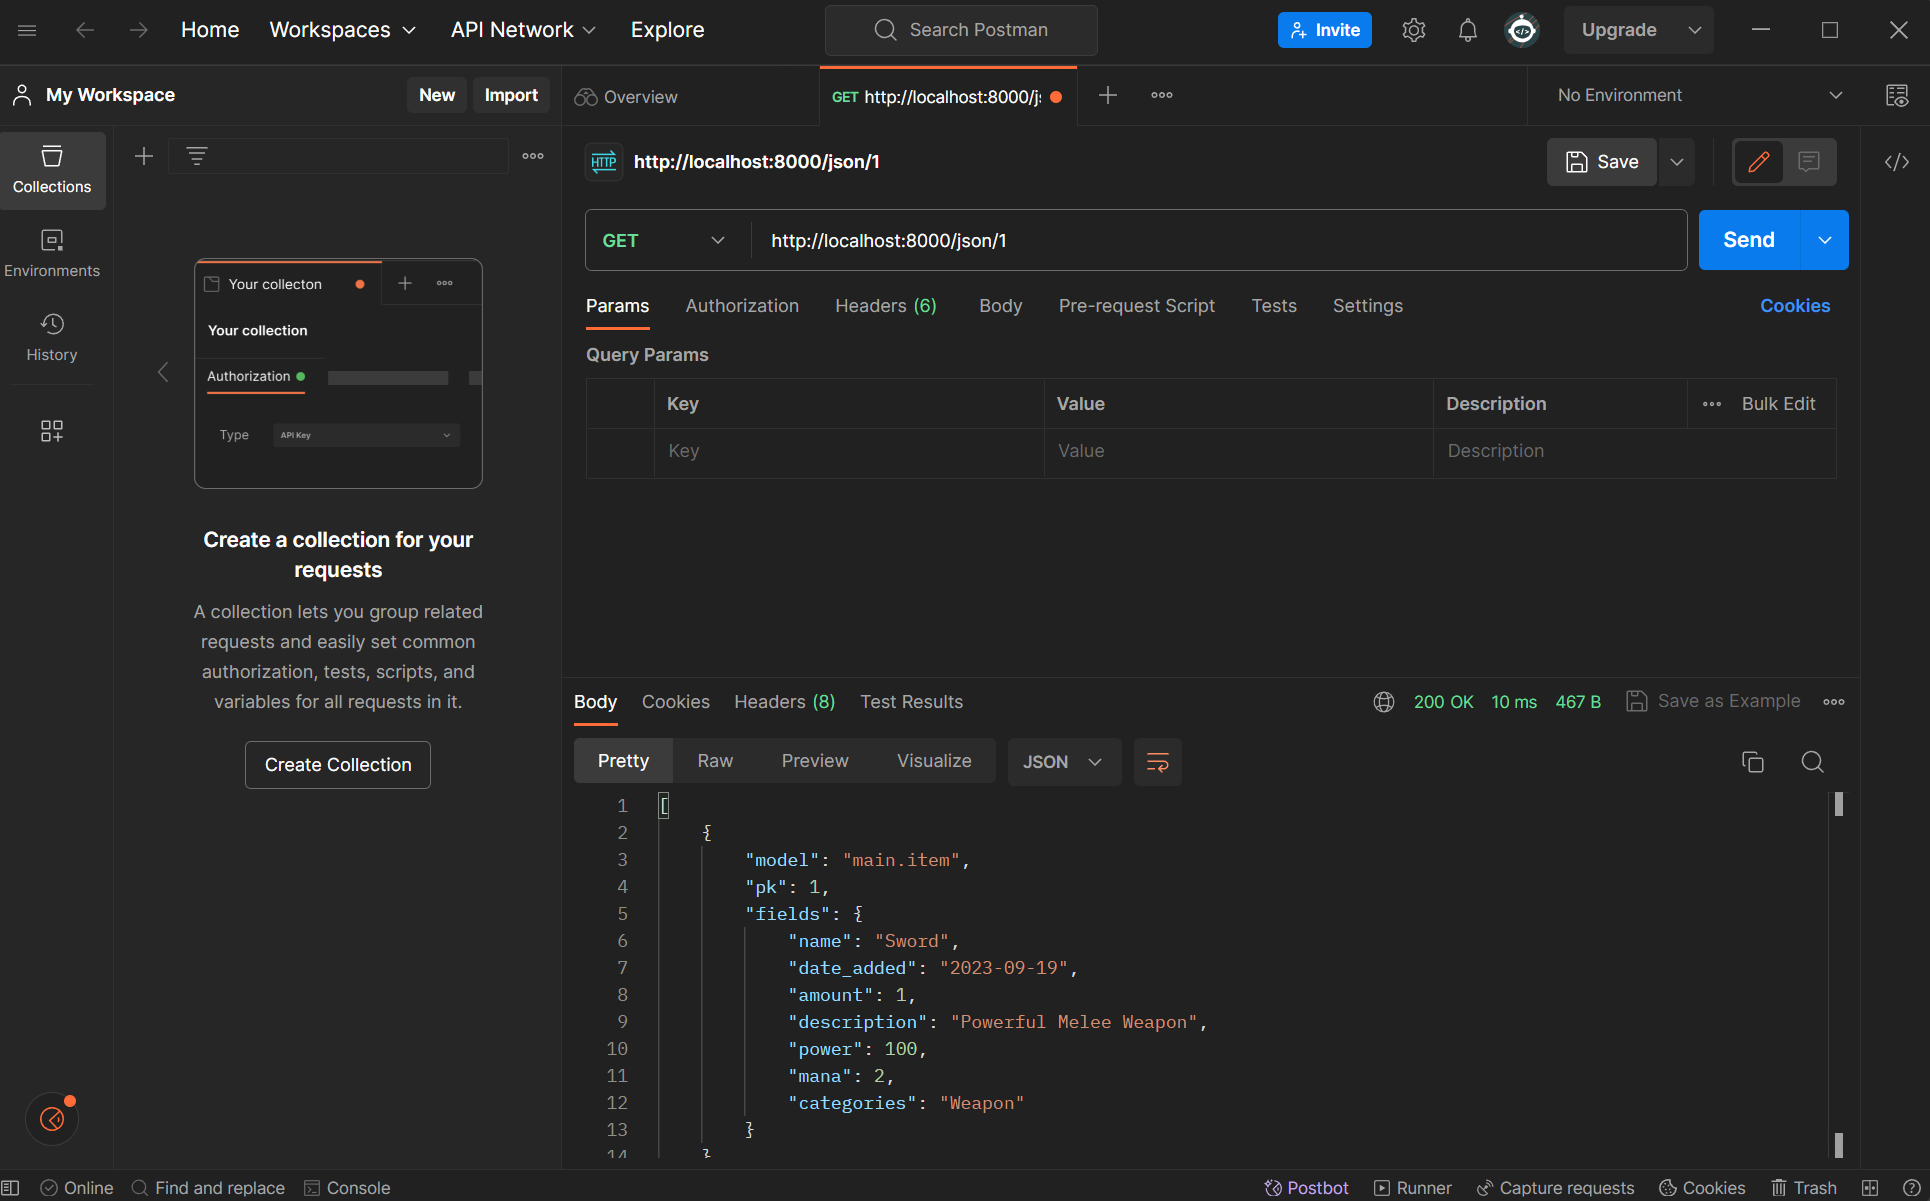 Home Workspaces API Network Explore Search Postman Invite Upgrade
My Workspace New Import Overview GET http://localhost:8000/j No Environment
Collections
Environments
History
Your collecton
Your collection
Authorization
Type API Key
Create a collection for your
requests
A collection lets you group related
requests and easily set common
authorization, tests, scripts, and
variables for all requests in it.
Create Collection
HTTP http://localhost:8000/json/1 Save
GET http://localhost:8000/json/1 Send
Params Authorization Headers (6) Body Pre-request Script Tests Settings Cookies
Query Params
Key Value Description Bulk Edit
Key Value Description
Body Cookies Headers (8) Test Results 200 OK 10 ms 467 B Save as Example
Pretty Raw Preview Visualize JSON
1 [
2 {
3 "model": "main.item",
4 "pk": 1,
5 "fields": {
6 "name": "Sword",
7 "date_added": "2023-09-19",
8 "amount": 1,
9 "description": "Powerful Melee Weapon",
10 "power": 100,
11 "mana": 2,
12 "categories": "Weapon"
13 }
14 }
Online Find and replace Console Postbot Runner Capture requests Cookies Trash